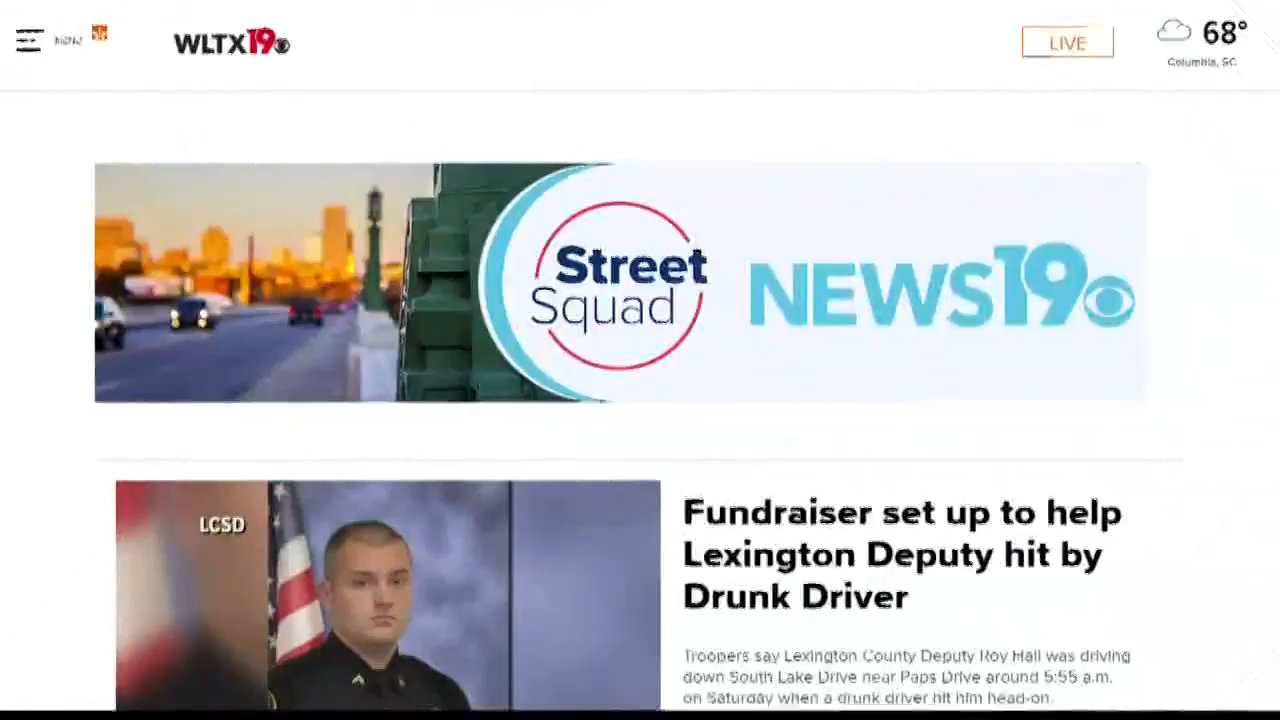 MENU
WLTX19
LIVE
68°
Columbia, SC
Street
Squad
NEWS19
LCSD
Fundraiser set up to help
Lexington Deputy hit by
Drunk Driver
Troopers say Lexington County Deputy Roy Hall was driving
down South Lake Drive near Paps Drive around 5:55 a.m.
on Saturday when a drunk driver hit him head-on.